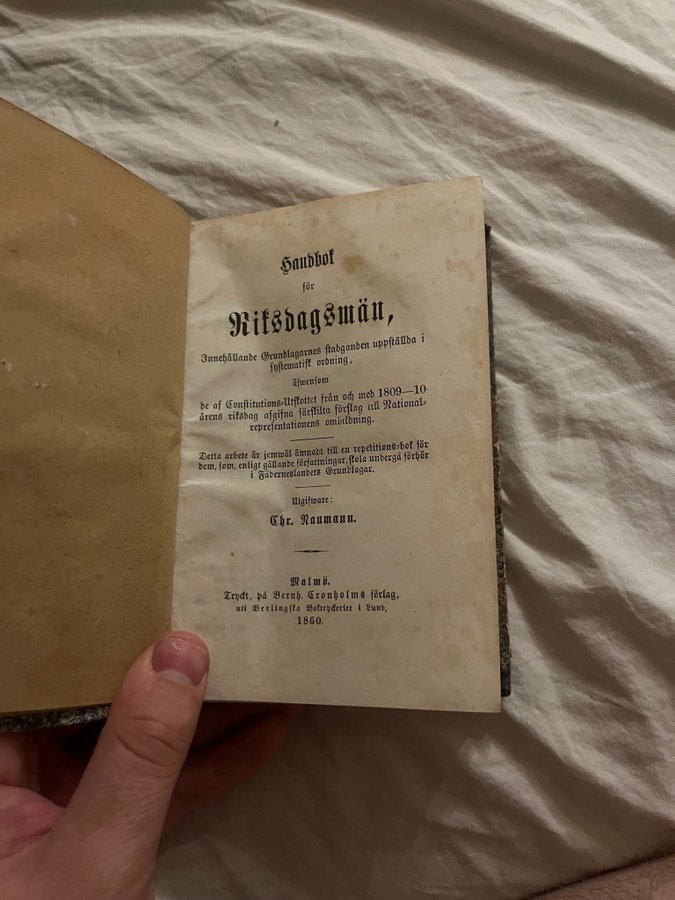 Handbok
för
Riksdagsmän,
Innehållande Grundlagarnes stadganden uppställda i
systematisk ordning,
äfwensom
de af Constitutions-Utskottet från och med 1809—10
årens riksdag afgifna särskilta förslag till National-
representationens ombildning.
Detta arbete är jemwäl ämnadt till en repetitions-bok för
dem, som, enligt gällande författningar, skola undergå förhör
i Fäderneslandets Grundlagar.
Utgifware:
Chr. Naumann.
Malmö.
Tryckt, på Bernh. Cronholms förlag,
uti Berlingska Boktryckeriet i Lund,
1860.